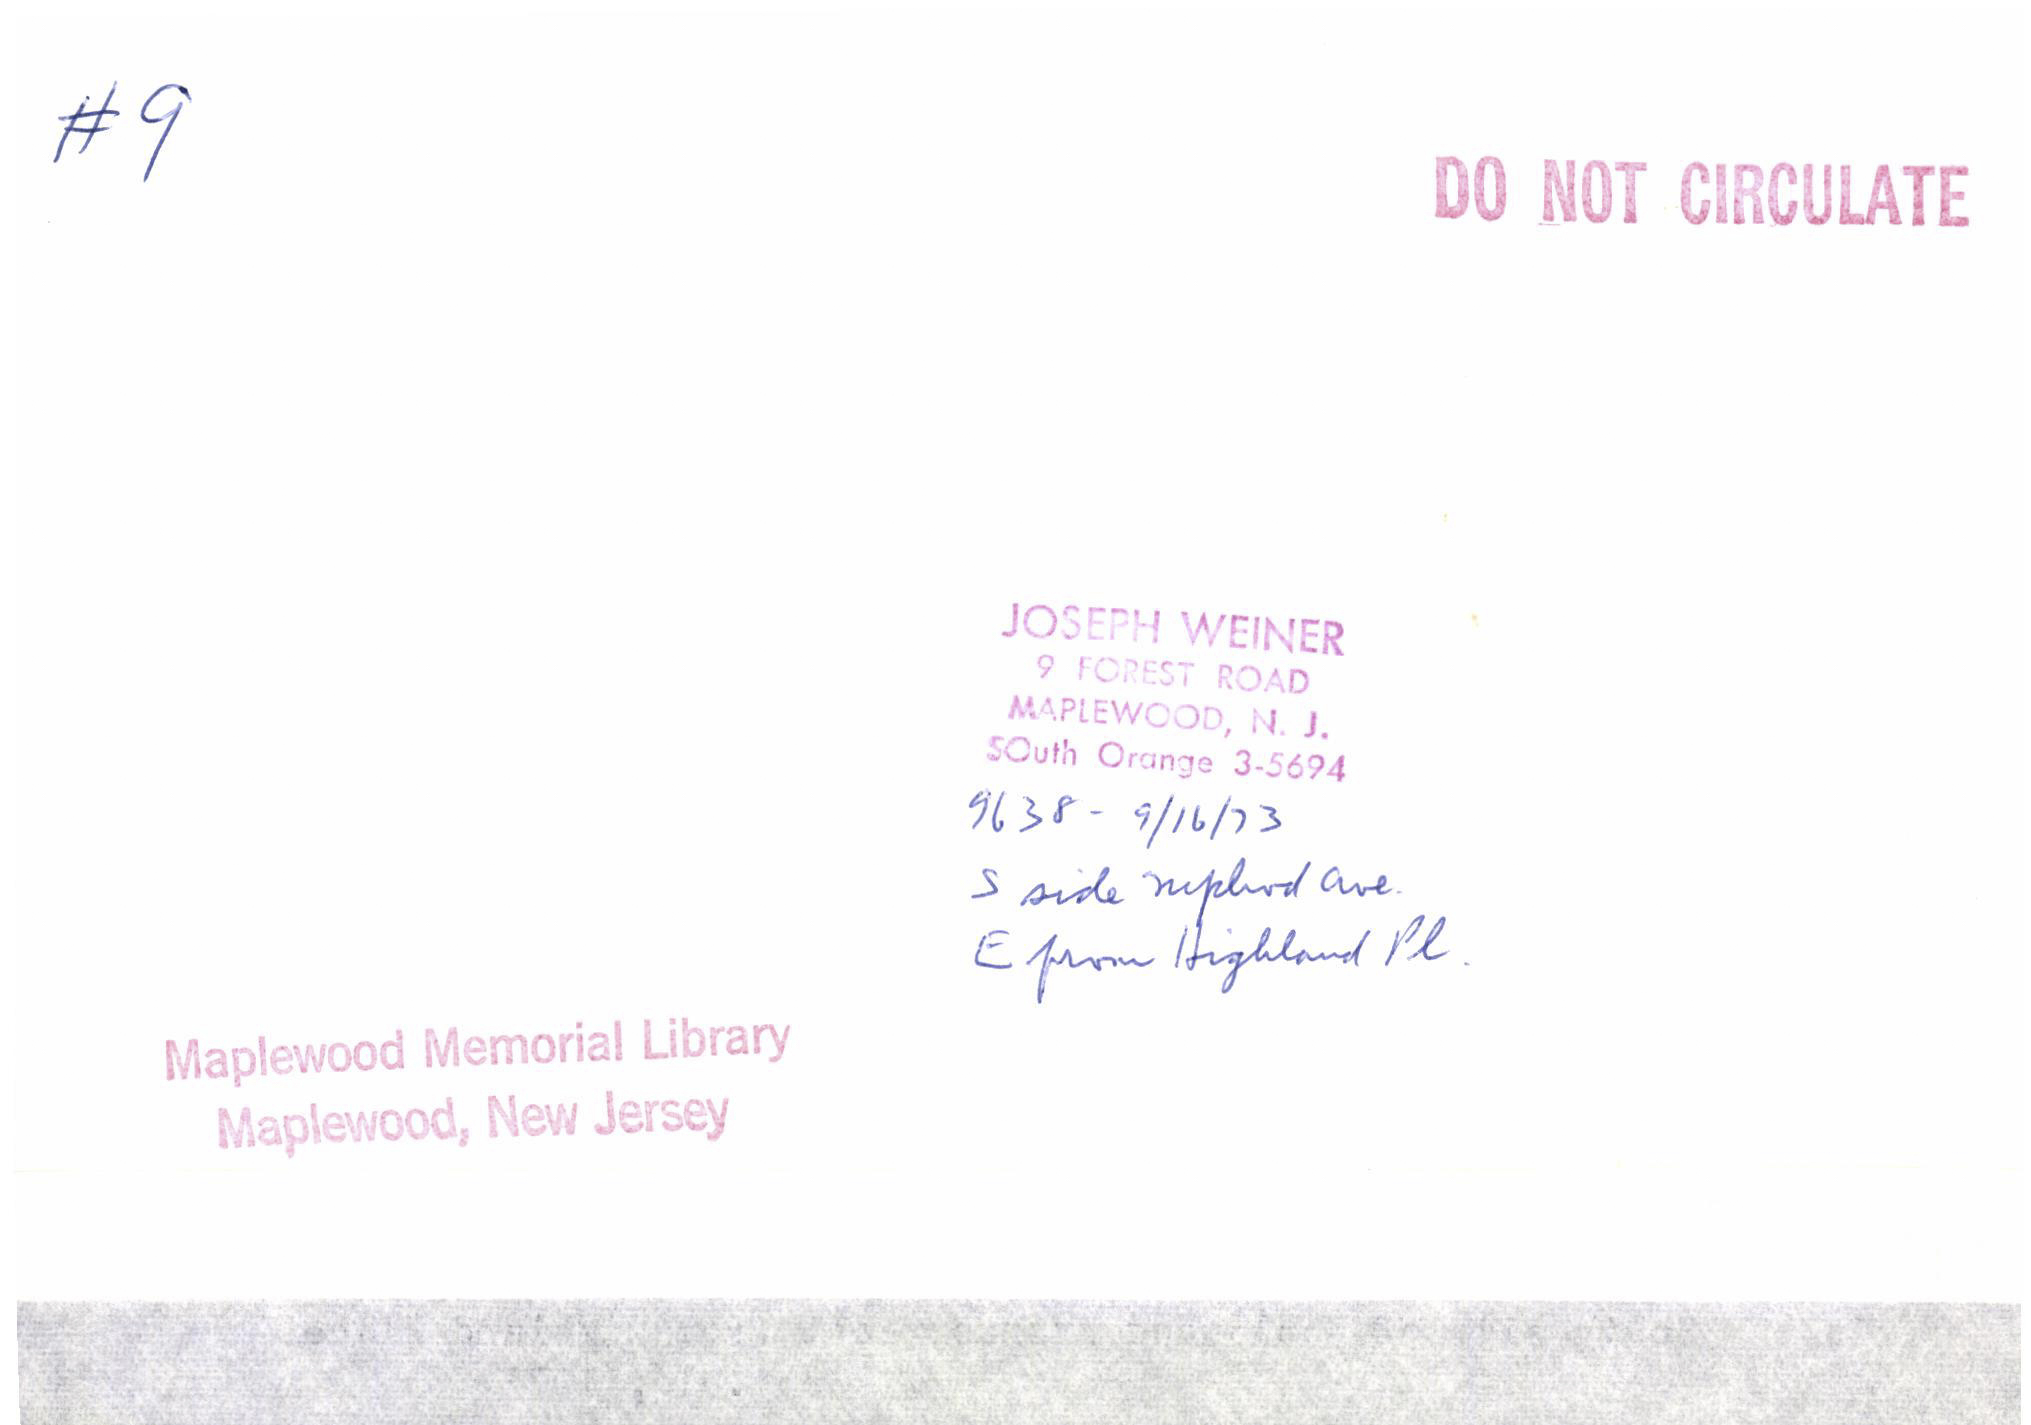 #9
DO NOT CIRCULATE
JOSEPH WEINER
9 FOREST ROAD
MAPLEWOOD, N. J.
SOuth Orange 3-5694
9638 - 9/16/73
S side Mplwd Ave.
E from Highland Pl.
Maplewood Memorial Library
Maplewood, New Jersey